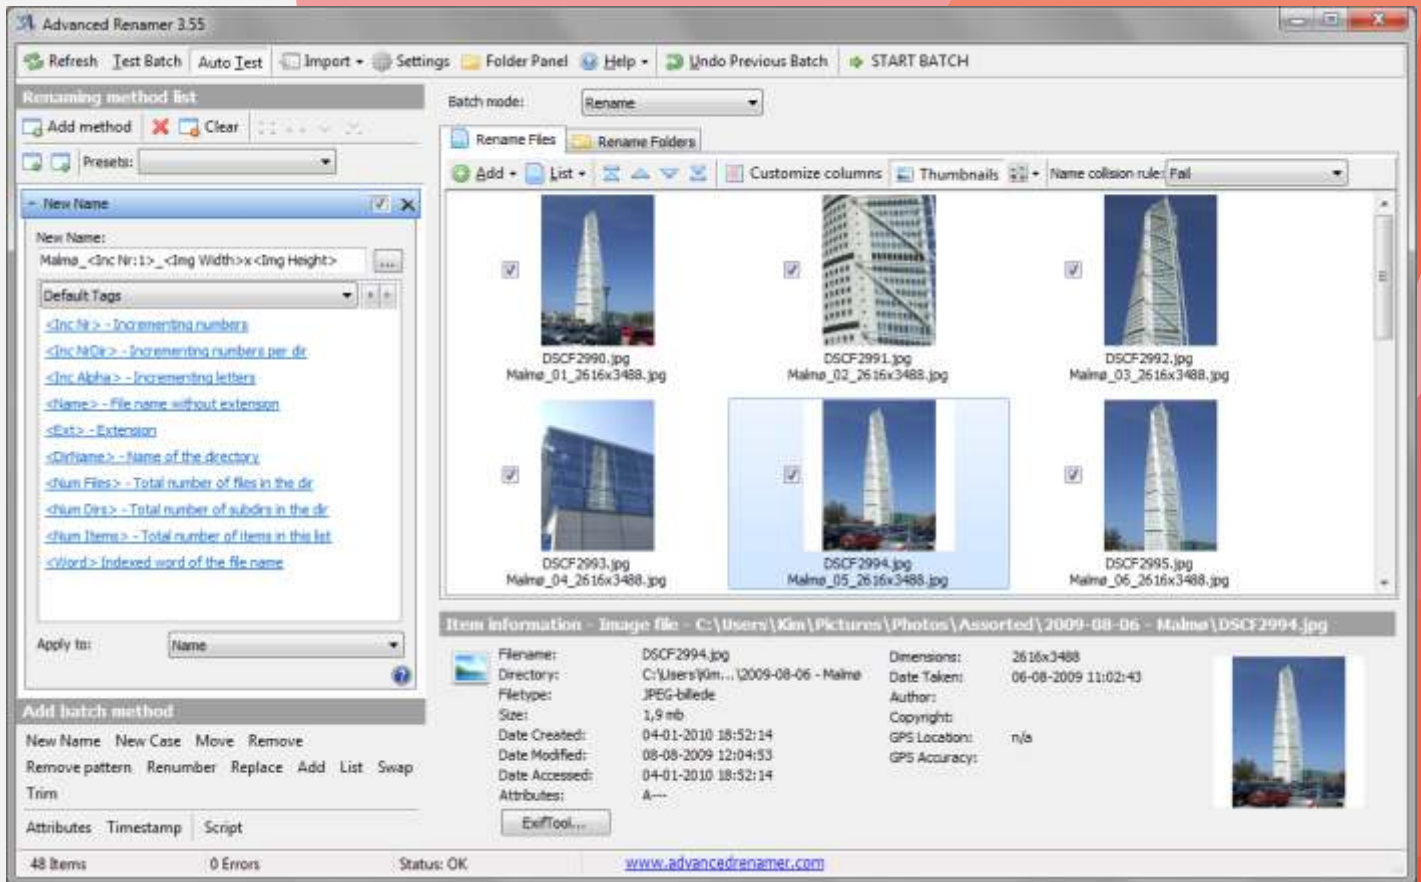 Advanced Renamer 3.55
Refresh Test Batch Auto Test Import Settings Folder Panel Help Undo Previous Batch START BATCH
Renaming method list
Add method Clear
Presets:
New Name
New Name:
Malmø_<Inc Nr:1>_<Img Width>x<Img Height>
...
Default Tags
<Inc Nr> - Incrementing numbers
<Inc NrDir> - Incrementing numbers per dir
<Inc Alpha> - Incrementing letters
<Name> - File name without extension
<Ext> - Extension
<DirName> - Name of the directory
<Num Files> - Total number of files in the dir
<Num Dirs> - Total number of subdirs in the dir
<Num Items> - Total number of items in this list
<Word> Indexed word of the file name
Apply to: Name
Add batch method
New Name New Case Move Remove
Remove pattern Renumber Replace Add List Swap
Trim
Attributes Timestamp Script
Batch mode: Rename
Rename Files Rename Folders
Add List Customize columns Thumbnails Name collision rule: Fail
DSCF2990.jpg DSCF2991.jpg DSCF2992.jpg
Malmø_01_2616x3488.jpg Malmø_02_2616x3488.jpg Malmø_03_2616x3488.jpg
DSCF2993.jpg DSCF2994.jpg DSCF2995.jpg
Malmø_04_2616x3488.jpg Malmø_05_2616x3488.jpg Malmø_06_2616x3488.jpg
Item information - Image file - C:\Users\Kim\Pictures\Photos\Assorted\2009-08-06 - Malmø\DSCF2994.jpg
Filename: DSCF2994.jpg
Directory: C:\Users\Kim...\2009-08-06 - Malmø
Filetype: JPEG-billede
Size: 1,9 mb
Date Created: 04-01-2010 18:52:14
Date Modified: 08-08-2009 12:04:53
Date Accessed: 04-01-2010 18:52:14
Attributes: A---
ExifTool...
Dimensions: 2616x3488
Date Taken: 06-08-2009 11:02:43
Author:
Copyright:
GPS Location: n/a
GPS Accuracy:
48 Items 0 Errors Status: OK www.advancedrenamer.com